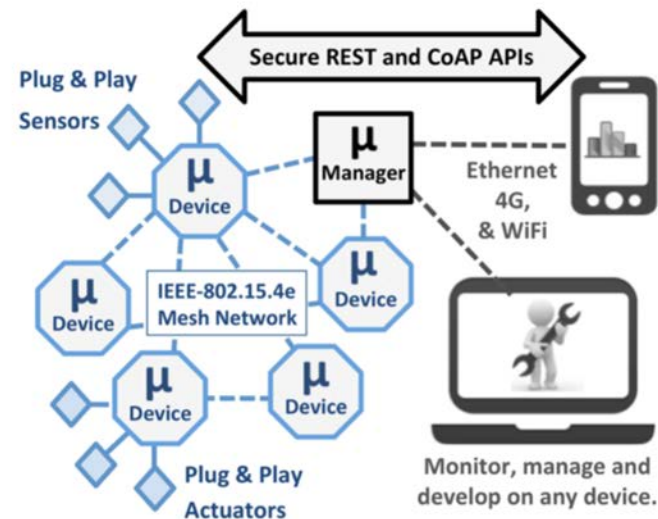 Secure REST and CoAP APIs
Plug & Play
Sensors
µ
Manager
µ
Device
Ethernet
4G,
& WiFi
µ
Device
IEEE-802.15.4e
Mesh Network
µ
Device
µ
Device
µ
Device
Plug & Play
Actuators
Monitor, manage and
develop on any device.